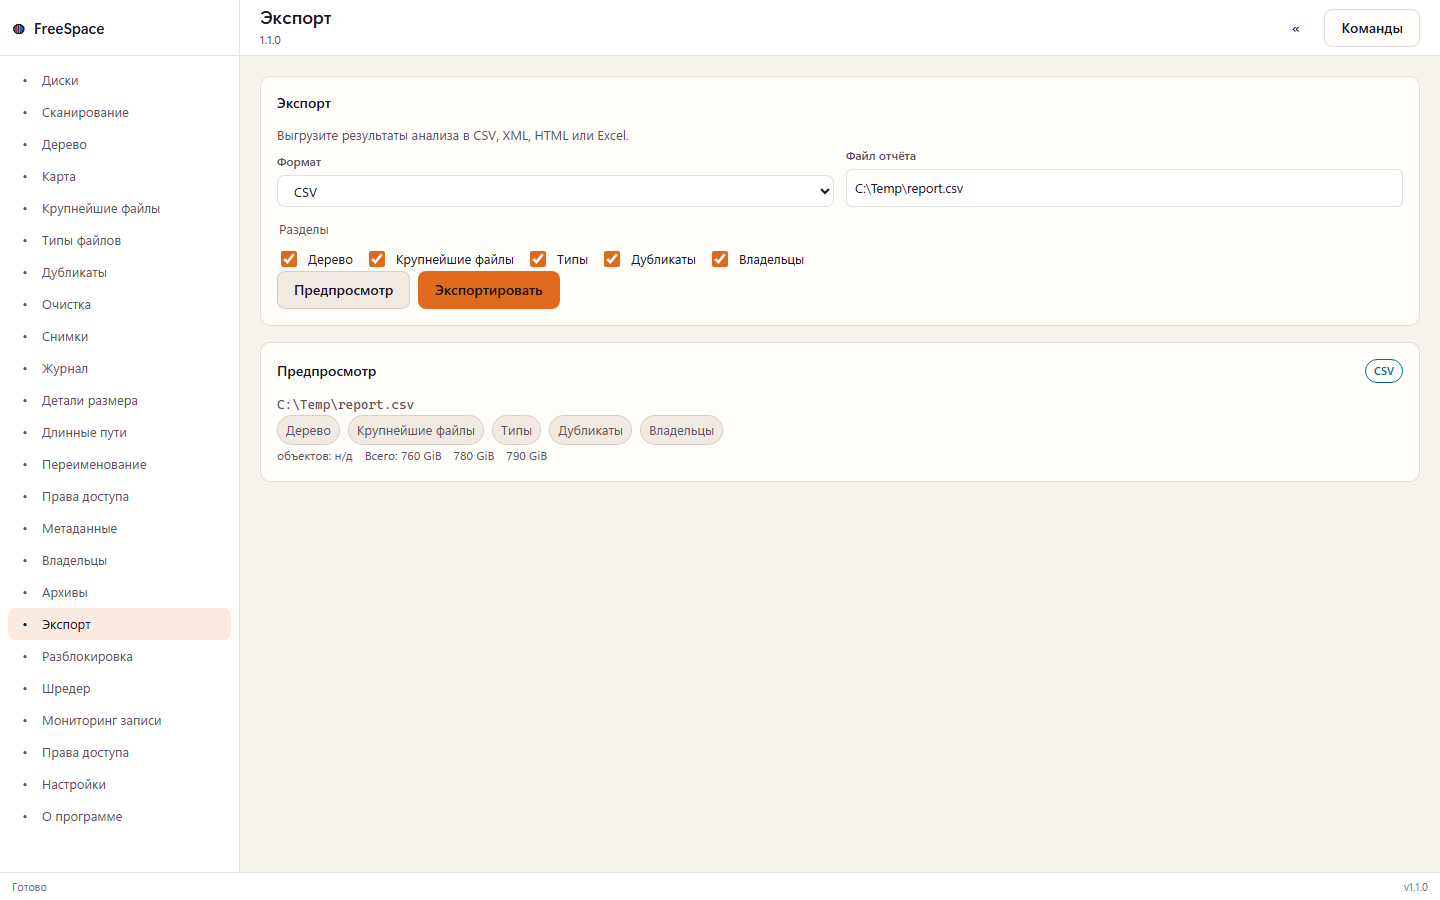 FreeSpace
Экспорт
1.1.0
«
Команды
• Диски
• Сканирование
• Дерево
• Карта
• Крупнейшие файлы
• Типы файлов
• Дубликаты
• Очистка
• Снимки
• Журнал
• Детали размера
• Длинные пути
• Переименование
• Права доступа
• Метаданные
• Владельцы
• Архивы
• Экспорт
• Разблокировка
• Шредер
• Мониторинг записи
• Права доступа
• Настройки
• О программе
Экспорт
Выгрузите результаты анализа в CSV, XML, HTML или Excel.
Формат
CSV
Файл отчёта
C:\Temp\report.csv
Разделы
Дерево Крупнейшие файлы Типы Дубликаты Владельцы
Предпросмотр Экспортировать
Предпросмотр CSV
C:\Temp\report.csv
Дерево Крупнейшие файлы Типы Дубликаты Владельцы
объектов: н/д Всего: 760 GiB 780 GiB 790 GiB
Готово v1.1.0